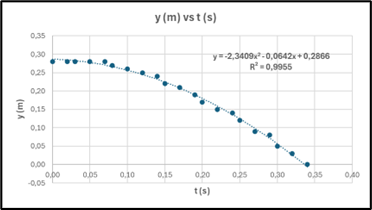 y (m) vs t (s)
y = -2,3409x² - 0,0642x + 0,2866
R² = 0,9955
0,35
0,30
0,25
0,20
0,15
0,10
0,05
0,00
-0,05
y (m)
0,00 0,05 0,10 0,15 0,20 0,25 0,30 0,35 0,40
t (s)